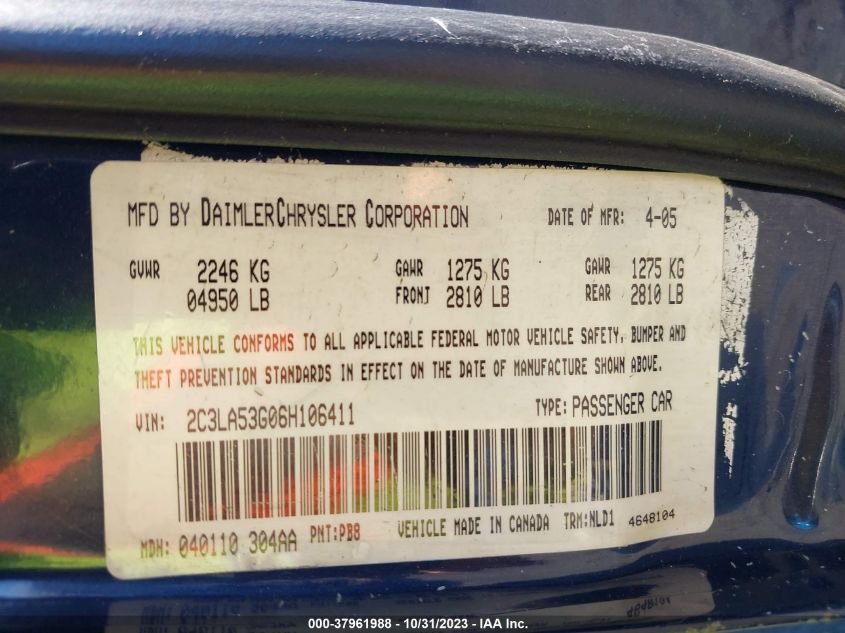 MFD BY DAIMLERCHRYSLER CORPORATION DATE OF MFR: 4-05
GVWR 2246 KG GAWR 1275 KG GAWR 1275 KG
04950 LB FRONT 2810 LB REAR 2810 LB
THIS VEHICLE CONFORMS TO ALL APPLICABLE FEDERAL MOTOR VEHICLE SAFETY, BUMPER AND
THEFT PREVENTION STANDARDS IN EFFECT ON THE DATE OF MANUFACTURE SHOWN ABOVE.
VIN: 2C3LA53G06H106411 TYPE: PASSENGER CAR
MDH: 040110 304AA PNT:PB8 VEHICLE MADE IN CANADA TRM:NLD1 4648104
000-37961988 - 10/31/2023 - IAA Inc.